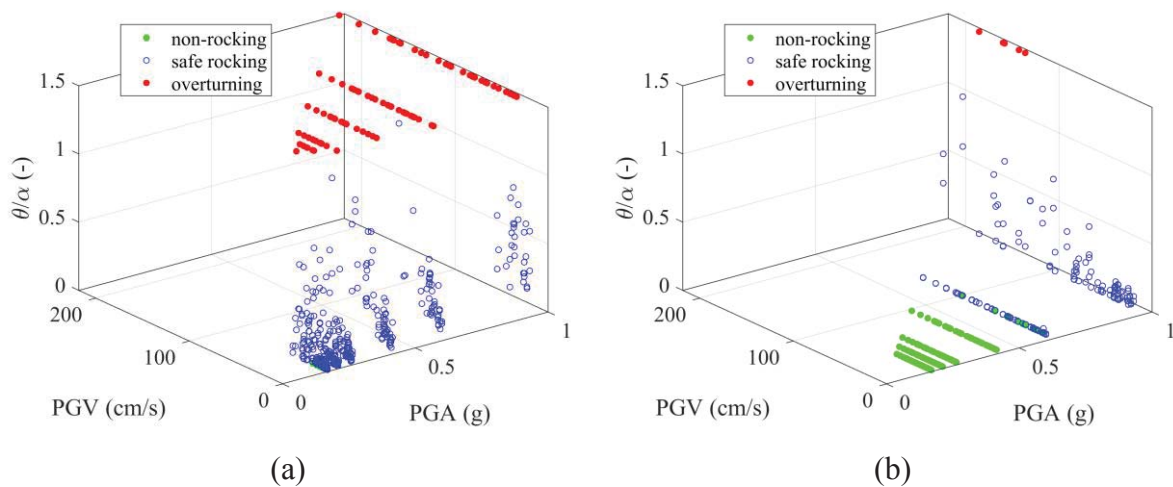 (a)
non-rocking
safe rocking
overturning
1.5
1
0.5
0
θ/α (-)
200
100
0
PGV (cm/s)
0
0.5
1
PGA (g)
(a)
(b)
non-rocking
safe rocking
overturning
1.5
1
0.5
0
θ/α (-)
200
100
0
PGV (cm/s)
0
0.5
1
PGA (g)
(b)